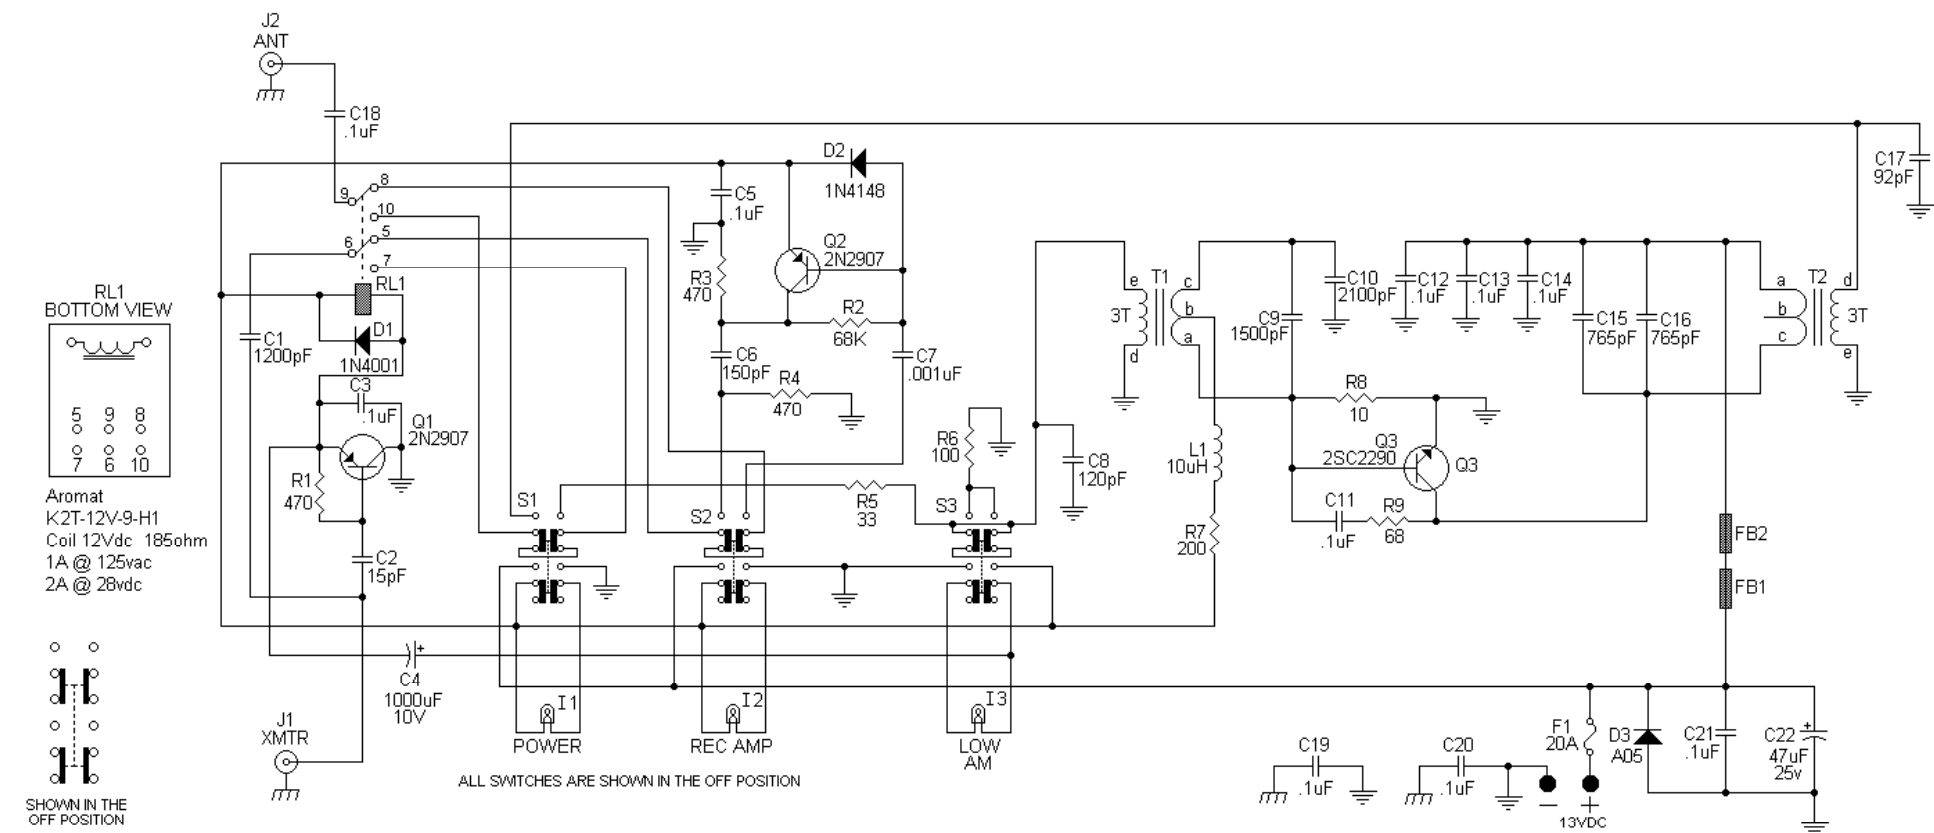 J2
ANT
C18
.1uF
9
8
10
6
5
7
RL1
D1
1N4001
C3
.1uF
Q1
2N2907
R1
470
C2
15pF
C1
1200pF
RL1
BOTTOM VIEW
5 9 8
7 6 10
Aromat
K2T-12V-9-H1
Coil 12Vdc 185ohm
1A @ 125vac
2A @ 28vdc
SHOWN IN THE
OFF POSITION
J1
XMTR
C4
1000uF
10V
+
D2
1N4148
C5
.1uF
Q2
2N2907
R3
470
R2
68K
C6
150pF
C7
.001uF
R4
470
S1
S2
S3
R5
33
R6
100
C8
120pF
I1
POWER
I2
REC AMP
I3
LOW
AM
ALL SWITCHES ARE SHOWN IN THE OFF POSITION
e
T1
c
3T
b
a
d
L1
10uH
R7
200
C9
1500pF
C10
2100pF
C12
.1uF
C13
.1uF
C14
.1uF
C15
765pF
C16
765pF
R8
10
Q3
2SC2290
Q3
C11
.1uF
R9
68
a
T2
d
b
3T
c
e
C17
92pF
FB2
FB1
F1
20A
D3
A05
C21
.1uF
C22
47uF
25v
+
C19
.1uF
C20
.1uF
− +
13VDC